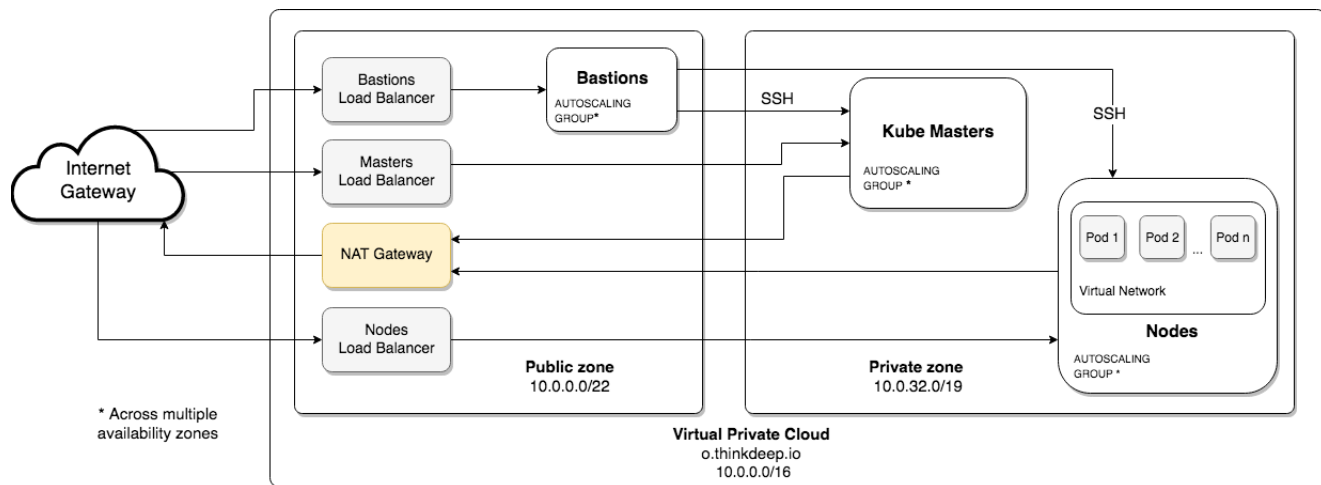 Bastions
Load Balancer
Bastions
AUTOSCALING
GROUP*
SSH
SSH
Kube Masters
AUTOSCALING
GROUP *
Internet
Gateway
Masters
Load Balancer
NAT Gateway
Pod 1
Pod 2
...
Pod n
Virtual Network
Nodes
AUTOSCALING
GROUP *
Nodes
Load Balancer
Public zone
10.0.0.0/22
Private zone
10.0.32.0/19
* Across multiple
availability zones
Virtual Private Cloud
o.thinkdeep.io
10.0.0.0/16